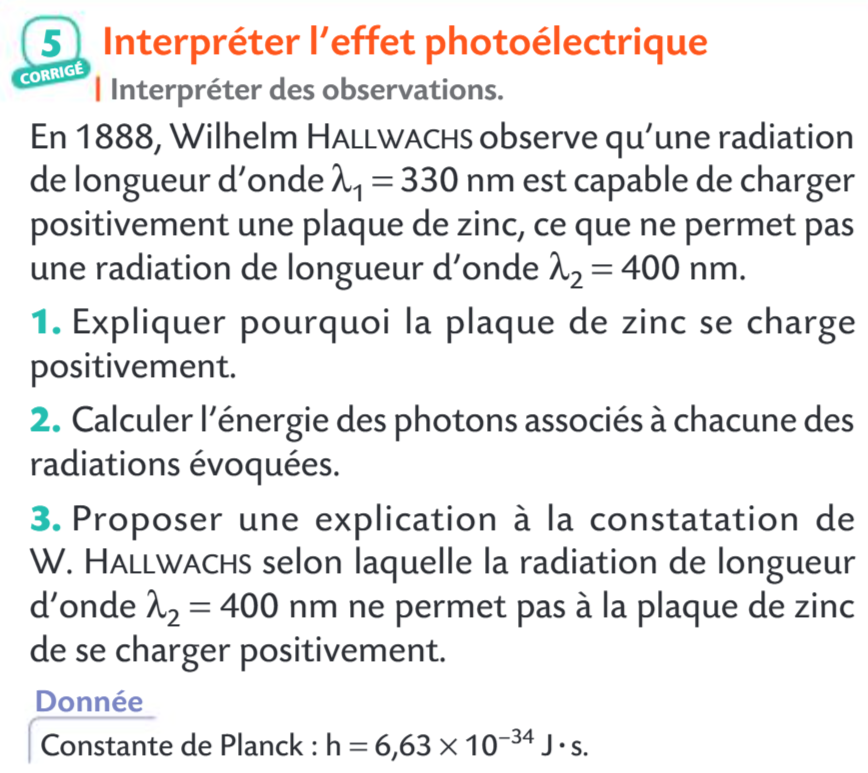 5
CORRIGÉ
Interpréter l'effet photoélectrique
Interpréter des observations.
En 1888, Wilhelm HALLWACHS observe qu'une radiation
de longueur d'onde λ₁ = 330 nm est capable de charger
positivement une plaque de zinc, ce que ne permet pas
une radiation de longueur d'onde λ₂ = 400 nm.
1. Expliquer pourquoi la plaque de zinc se charge
positivement.
2. Calculer l'énergie des photons associés à chacune des
radiations évoquées.
3. Proposer une explication à la constatation de
W. HALLWACHS selon laquelle la radiation de longueur
d'onde λ₂ = 400 nm ne permet pas à la plaque de zinc
de se charger positivement.
Donnée
Constante de Planck : h = 6,63 × 10⁻³⁴ J · s.